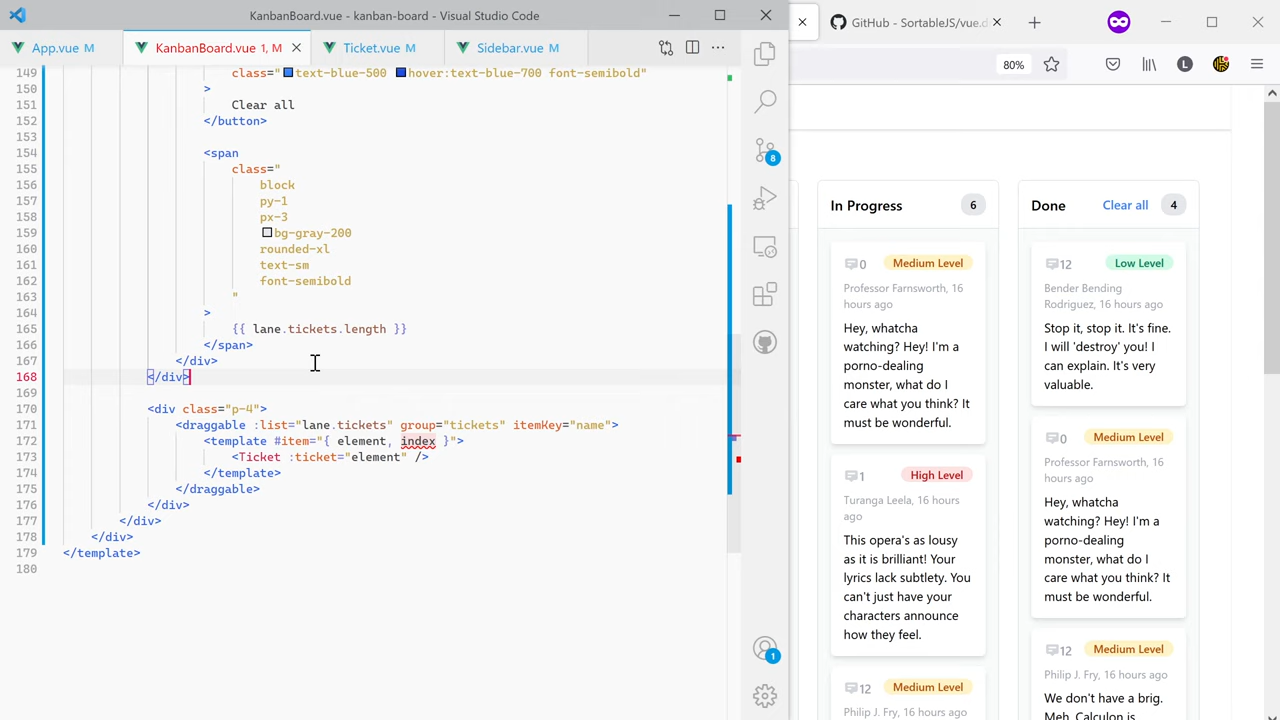 KanbanBoard.vue - kanban-board - Visual Studio Code
App.vue M
KanbanBoard.vue 1, M
Ticket.vue M
Sidebar.vue M
GitHub - SortableJS/vue.d
149 class=" text-blue-500 hover:text-blue-700 font-semibold"
150 >
151 Clear all
152 </button>
153
154 <span
155 class="
156 block
157 py-1
158 px-3
159 bg-gray-200
160 rounded-xl
161 text-sm
162 font-semibold
163 "
164 >
165 {{ lane.tickets.length }}
166 </span>
167 </div>
168 </div>
169
170 <div class="p-4">
171 <draggable :list="lane.tickets" group="tickets" itemKey="name">
172 <template #item="{ element, index }">
173 <Ticket :ticket="element" />
174 </template>
175 </draggable>
176 </div>
177 </div>
178 </div>
179 </template>
180
8
1
80%
L
In Progress 6
0 Medium Level
Professor Farnsworth, 16
hours ago
Hey, whatcha
watching? Hey! I'm a
porno-dealing
monster, what do I
care what you think? It
must be wonderful.
1 High Level
Turanga Leela, 16 hours
ago
This opera's as lousy
as it is brilliant! Your
lyrics lack subtlety. You
can't just have your
characters announce
how they feel.
12 Medium Level
Philip J. Fry, 16 hours ago
Done Clear all 4
12 Low Level
Bender Bending
Rodriguez, 16 hours ago
Stop it, stop it. It's fine.
I will 'destroy' you! I
can explain. It's very
valuable.
0 Medium Level
Professor Farnsworth, 16
hours ago
Hey, whatcha
watching? Hey! I'm a
porno-dealing
monster, what do I
care what you think? It
must be wonderful.
12 Medium Level
Philip J. Fry, 16 hours ago
We don't have a brig.
Meh. Calculon is